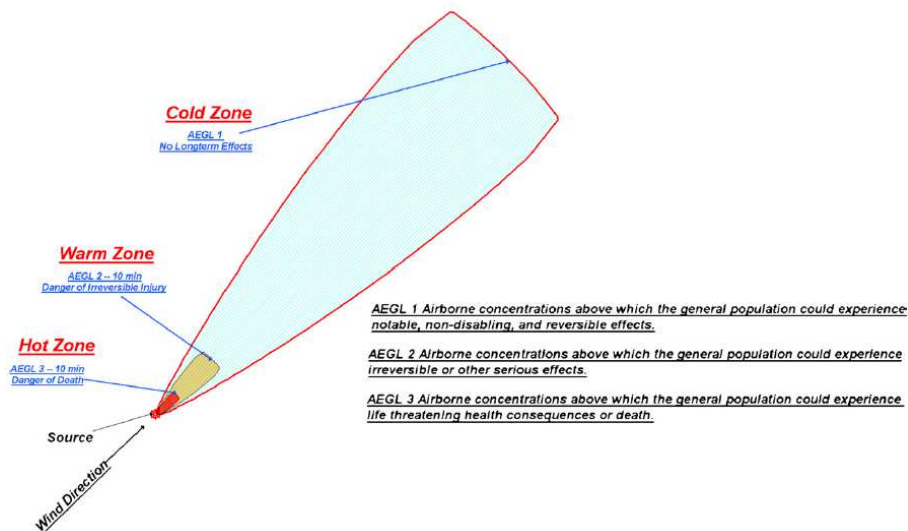 Cold Zone
AEGL 1
No Longterm Effects
Warm Zone
AEGL 2 -- 10 min
Danger of Irreversible Injury
Hot Zone
AEGL 3 -- 10 min
Danger of Death
Source
Wind Direction
AEGL 1 Airborne concentrations above which the general population could experience
notable, non-disabling, and reversible effects.
AEGL 2 Airborne concentrations above which the general population could experience
irreversible or other serious effects.
AEGL 3 Airborne concentrations above which the general population could experience
life threatening health consequences or death.